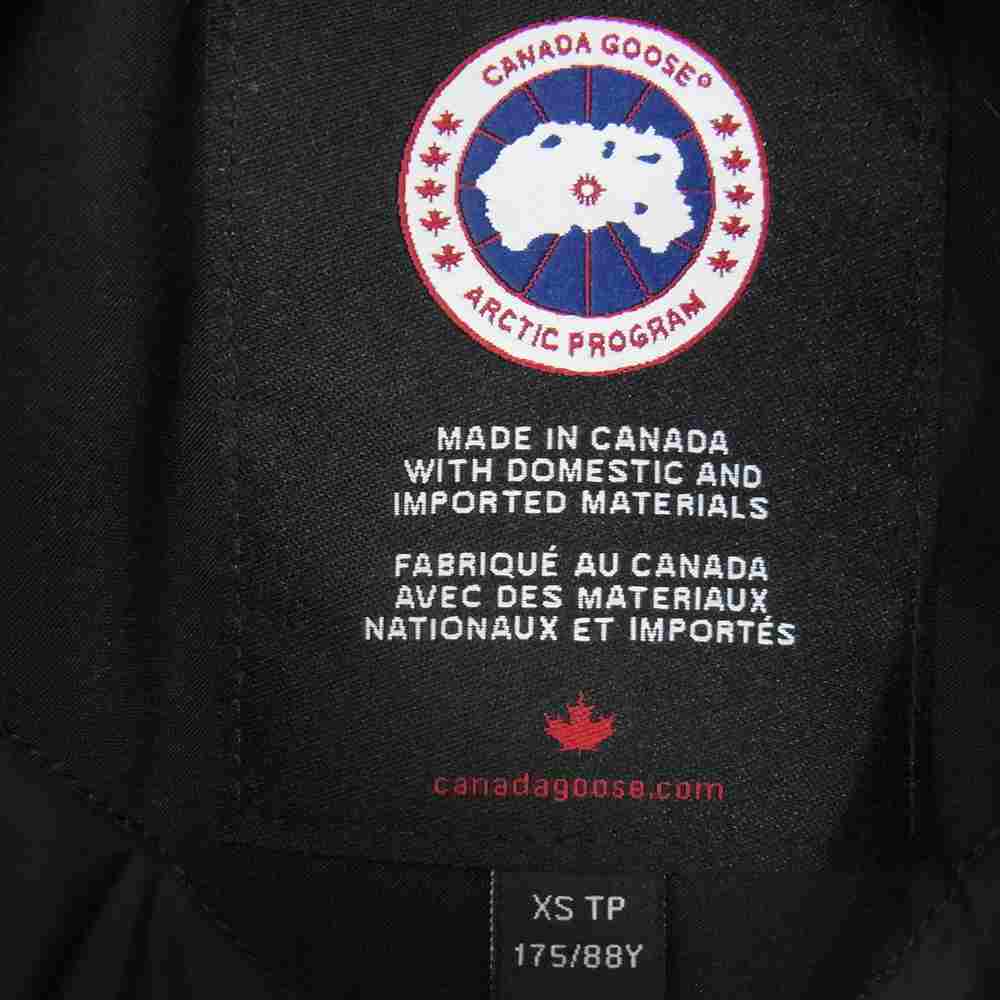 CANADA GOOSE®
ARCTIC PROGRAM
MADE IN CANADA
WITH DOMESTIC AND
IMPORTED MATERIALS
FABRIQUÉ AU CANADA
AVEC DES MATERIAUX
NATIONAUX ET IMPORTÉS
canadagoose.com
XS TP
175/88Y